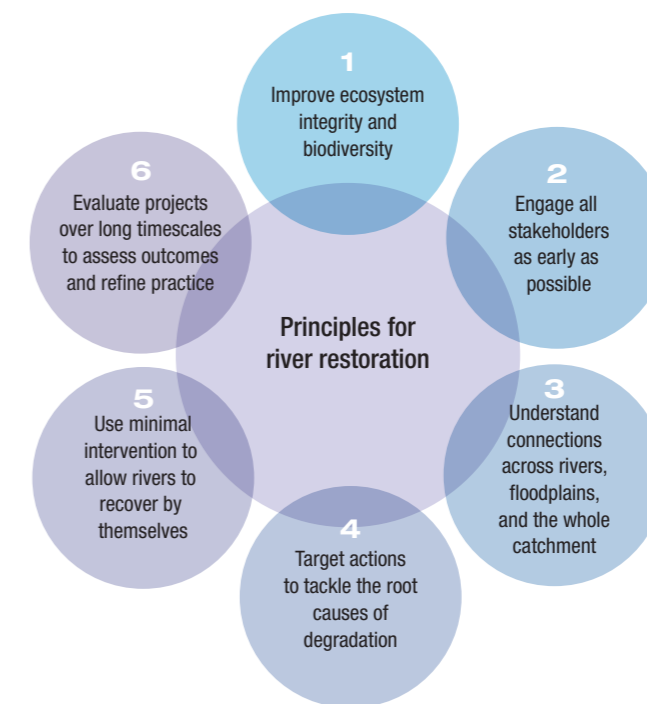 1
Improve ecosystem
integrity and
biodiversity
2
Engage all
stakeholders
as early as
possible
3
Understand
connections
across rivers,
floodplains,
and the whole
catchment
4
Target actions
to tackle the root
causes of
degradation
5
Use minimal
intervention to
allow rivers to
recover by
themselves
6
Evaluate projects
over long timescales
to assess outcomes
and refine practice
Principles for
river restoration